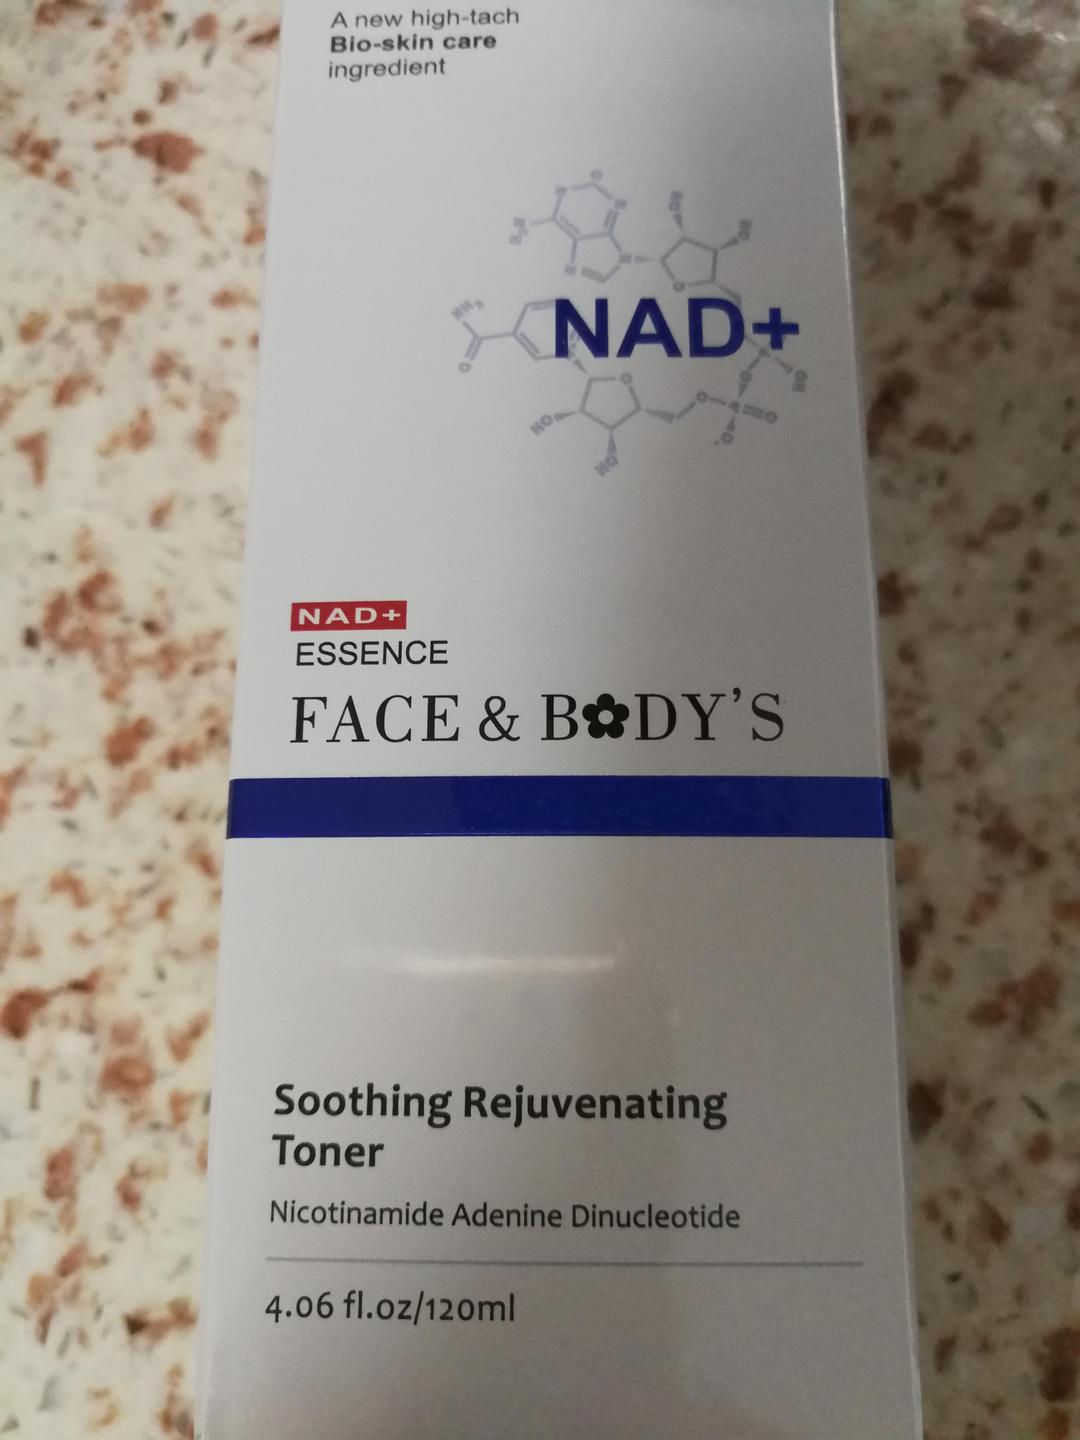 A new high-tach
Bio-skin care
ingredient
NAD+
NAD+
ESSENCE
FACE & BODY'S
Soothing Rejuvenating
Toner
Nicotinamide Adenine Dinucleotide
4.06 fl.oz/120ml